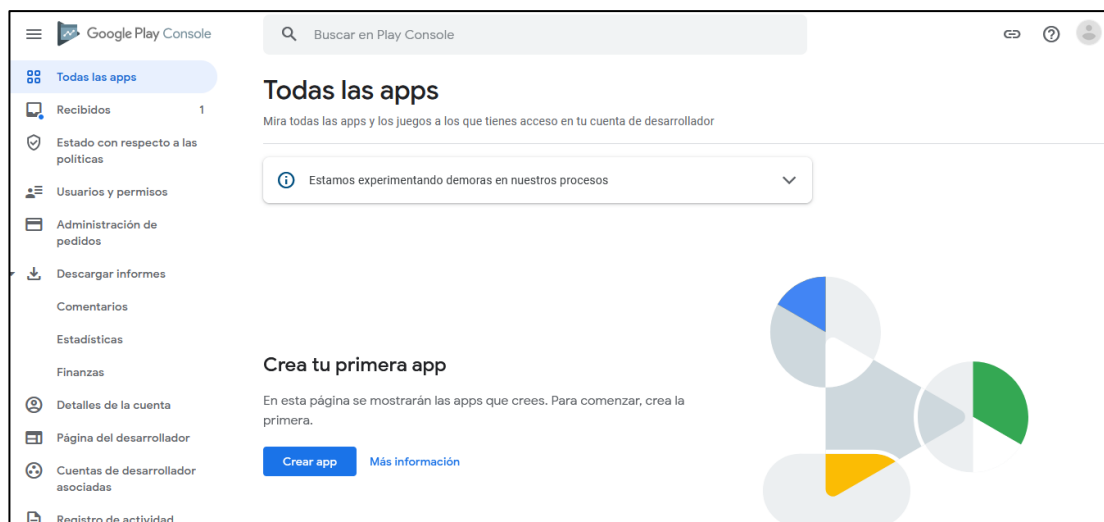 Google Play Console
Buscar en Play Console
Todas las apps
Recibidos 1
Estado con respecto a las
políticas
Usuarios y permisos
Administración de
pedidos
Descargar informes
Comentarios
Estadísticas
Finanzas
Detalles de la cuenta
Página del desarrollador
Cuentas de desarrollador
asociadas
Registro de actividad
Todas las apps
Mira todas las apps y los juegos a los que tienes acceso en tu cuenta de desarrollador
Estamos experimentando demoras en nuestros procesos
Crea tu primera app
En esta página se mostrarán las apps que crees. Para comenzar, crea la
primera.
Crear app Más información